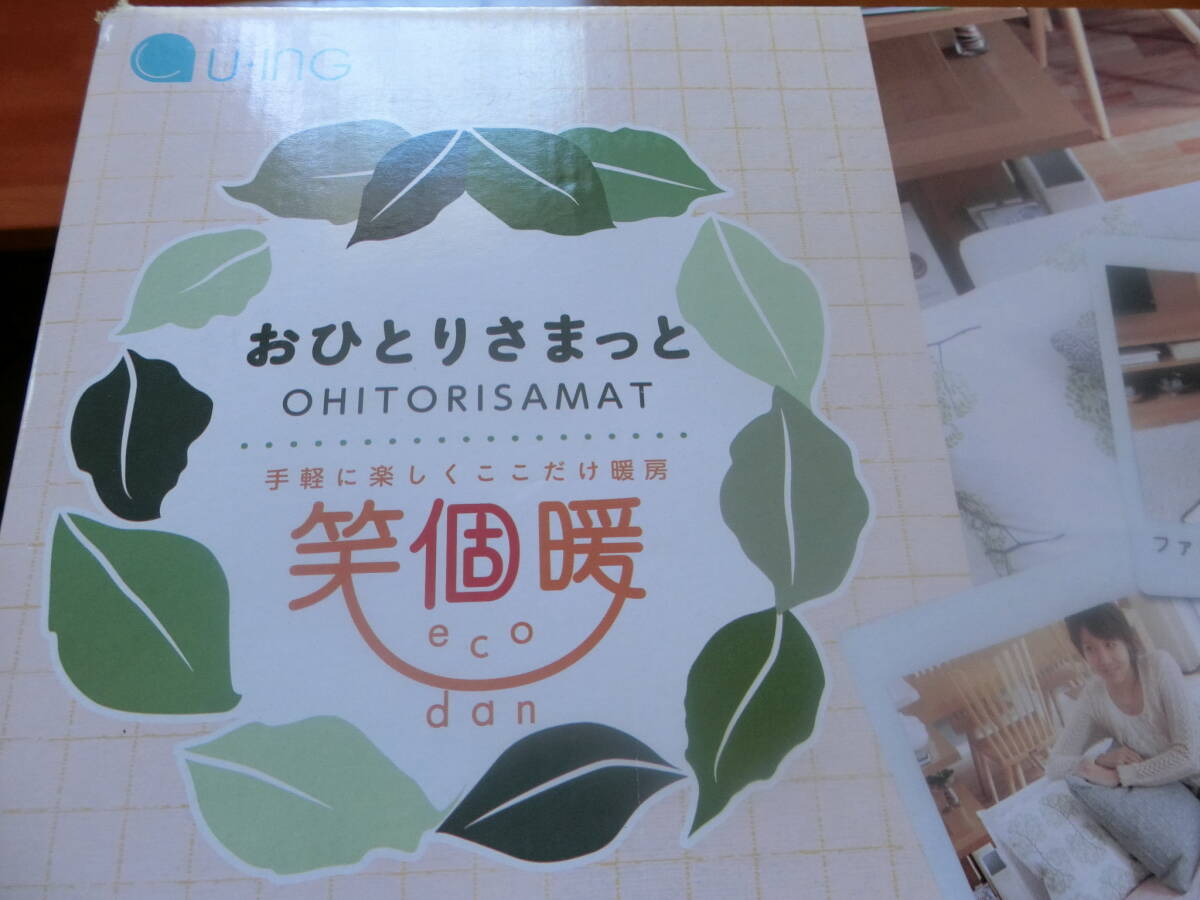 U·ING
おひとりさまっと
OHITORISAMAT
手軽に楽しくここだけ暖房
笑個暖
eco
dan
ファ